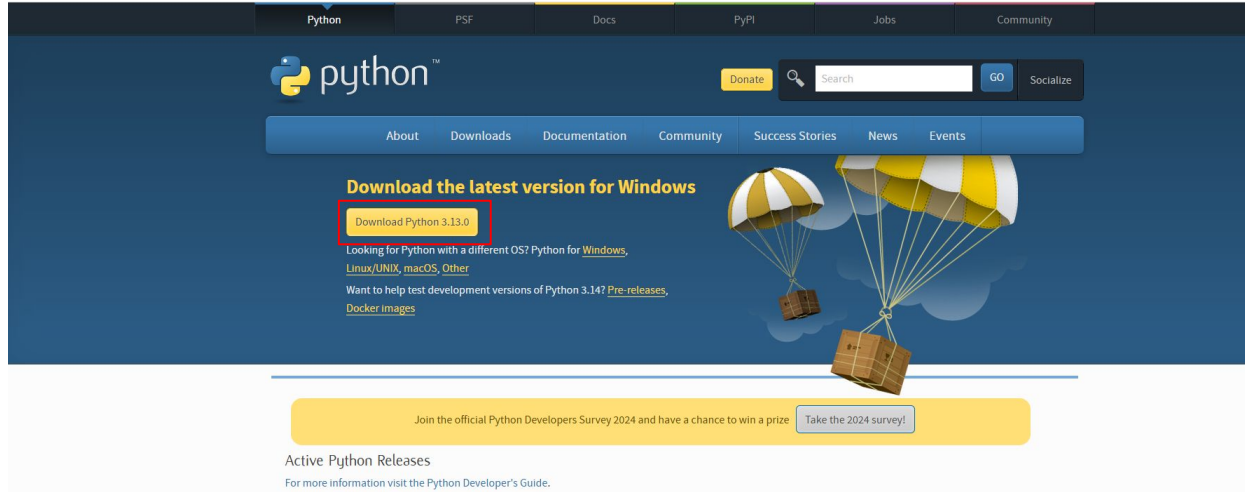 Python PSF Docs PyPI Jobs Community
python™
Donate Search GO Socialize
About Downloads Documentation Community Success Stories News Events
Download the latest version for Windows
Download Python 3.13.0
Looking for Python with a different OS? Python for Windows,
Linux/UNIX, macOS, Other
Want to help test development versions of Python 3.14? Pre-releases,
Docker images
Join the official Python Developers Survey 2024 and have a chance to win a prize Take the 2024 survey!
Active Python Releases
For more information visit the Python Developer's Guide.